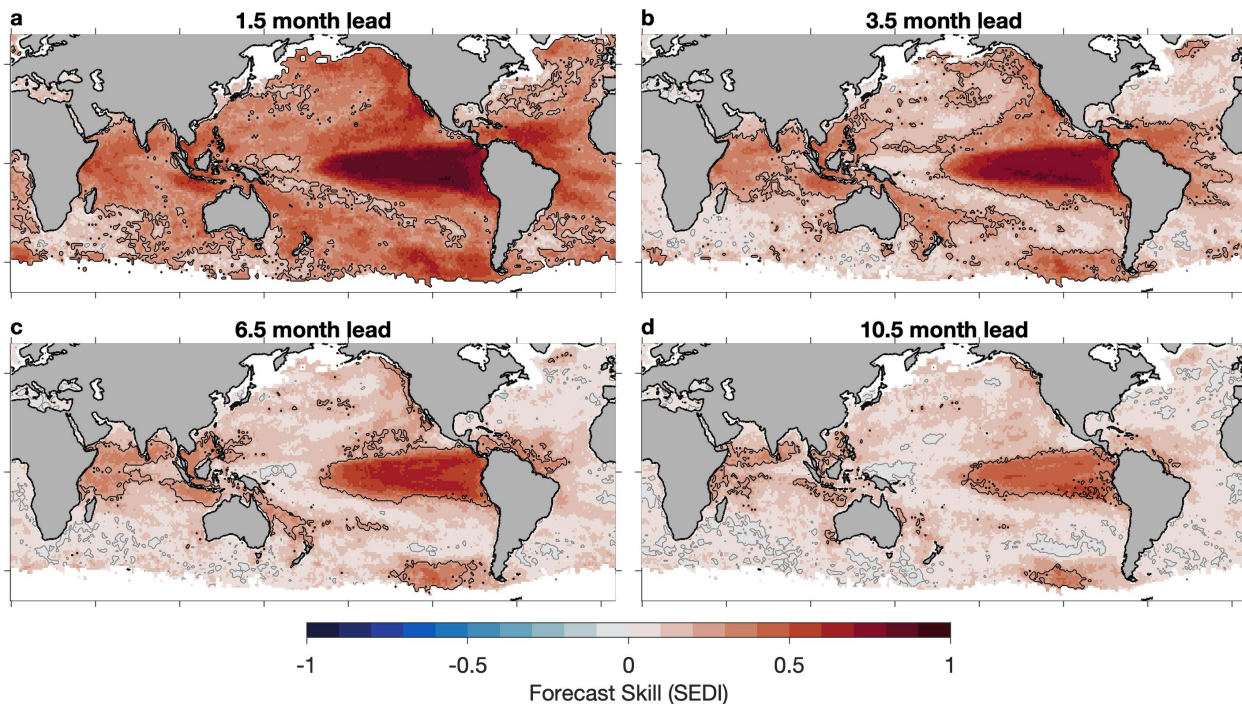 a
1.5 month lead
b
3.5 month lead
c
6.5 month lead
d
10.5 month lead
-1
-0.5
0
0.5
1
Forecast Skill (SEDI)